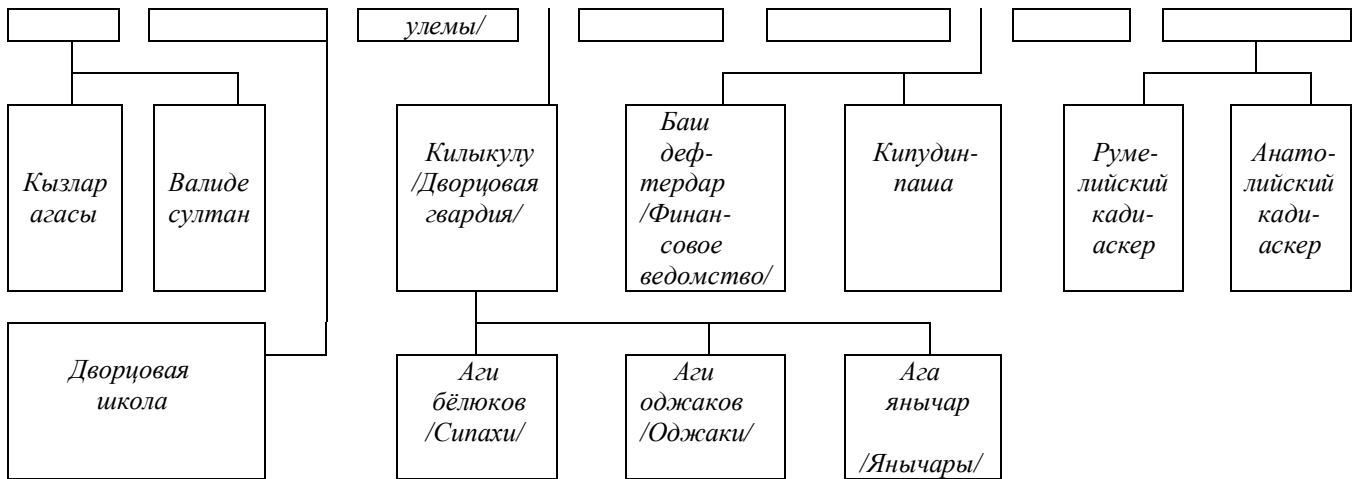 улемы/
Кызлар
агасы
Валиде
султан
Килыкулу
/Дворцовая
гвардия/
Баш
деф-
тердар
/Финан-
совое
ведомство/
Кипудин-
паша
Руме-
лийский
кади-
аскер
Анато-
лийский
кади-
аскер
Дворцовая
школа
Аги
бёлюков
/Сипахи/
Аги
оджаков
/Оджаки/
Ага
янычар
/Янычары/